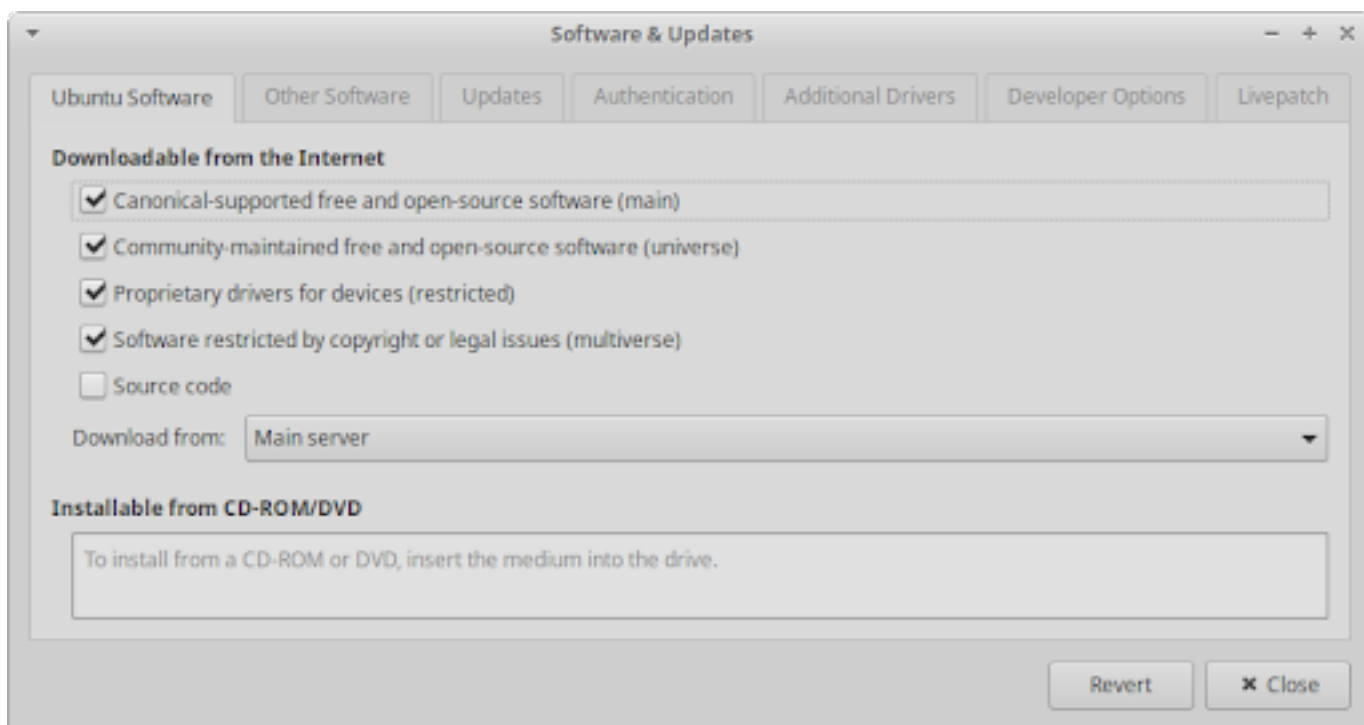 Software & Updates
Ubuntu Software Other Software Updates Authentication Additional Drivers Developer Options Livepatch
Downloadable from the Internet
Canonical-supported free and open-source software (main)
Community-maintained free and open-source software (universe)
Proprietary drivers for devices (restricted)
Software restricted by copyright or legal issues (multiverse)
Source code
Download from: Main server
Installable from CD-ROM/DVD
To install from a CD-ROM or DVD, insert the medium into the drive.
Revert Close